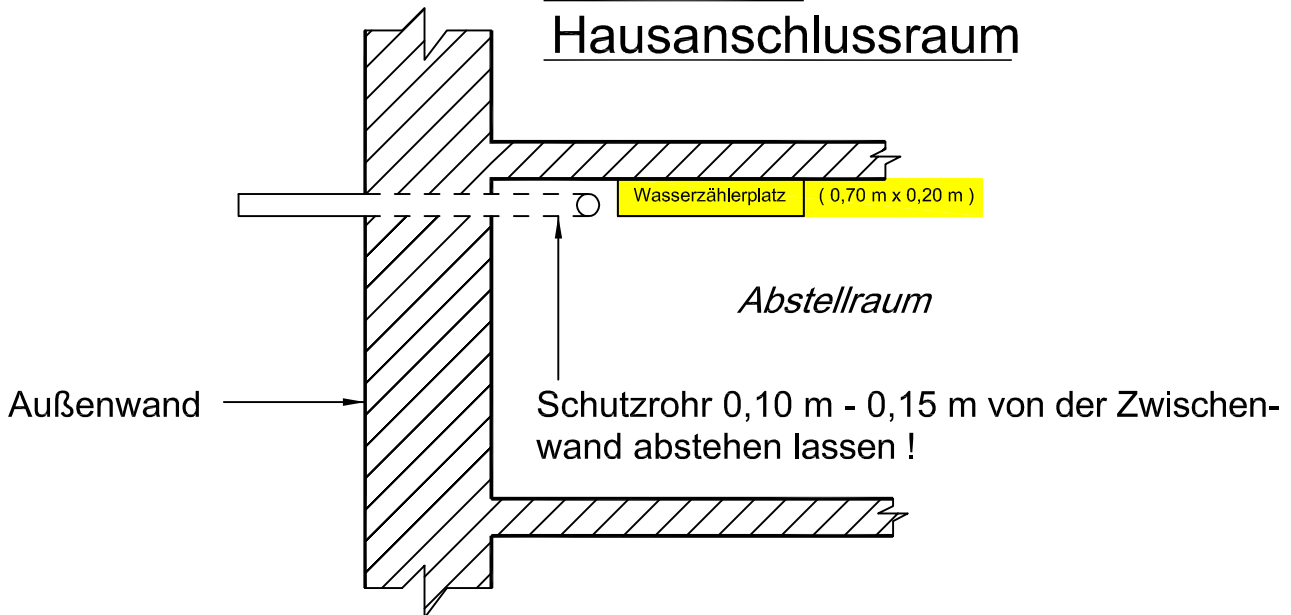 Hausanschlussraum
Wasserzählerplatz ( 0,70 m x 0,20 m )
Abstellraum
Außenwand
Schutzrohr 0,10 m - 0,15 m von der Zwischen-
wand abstehen lassen !